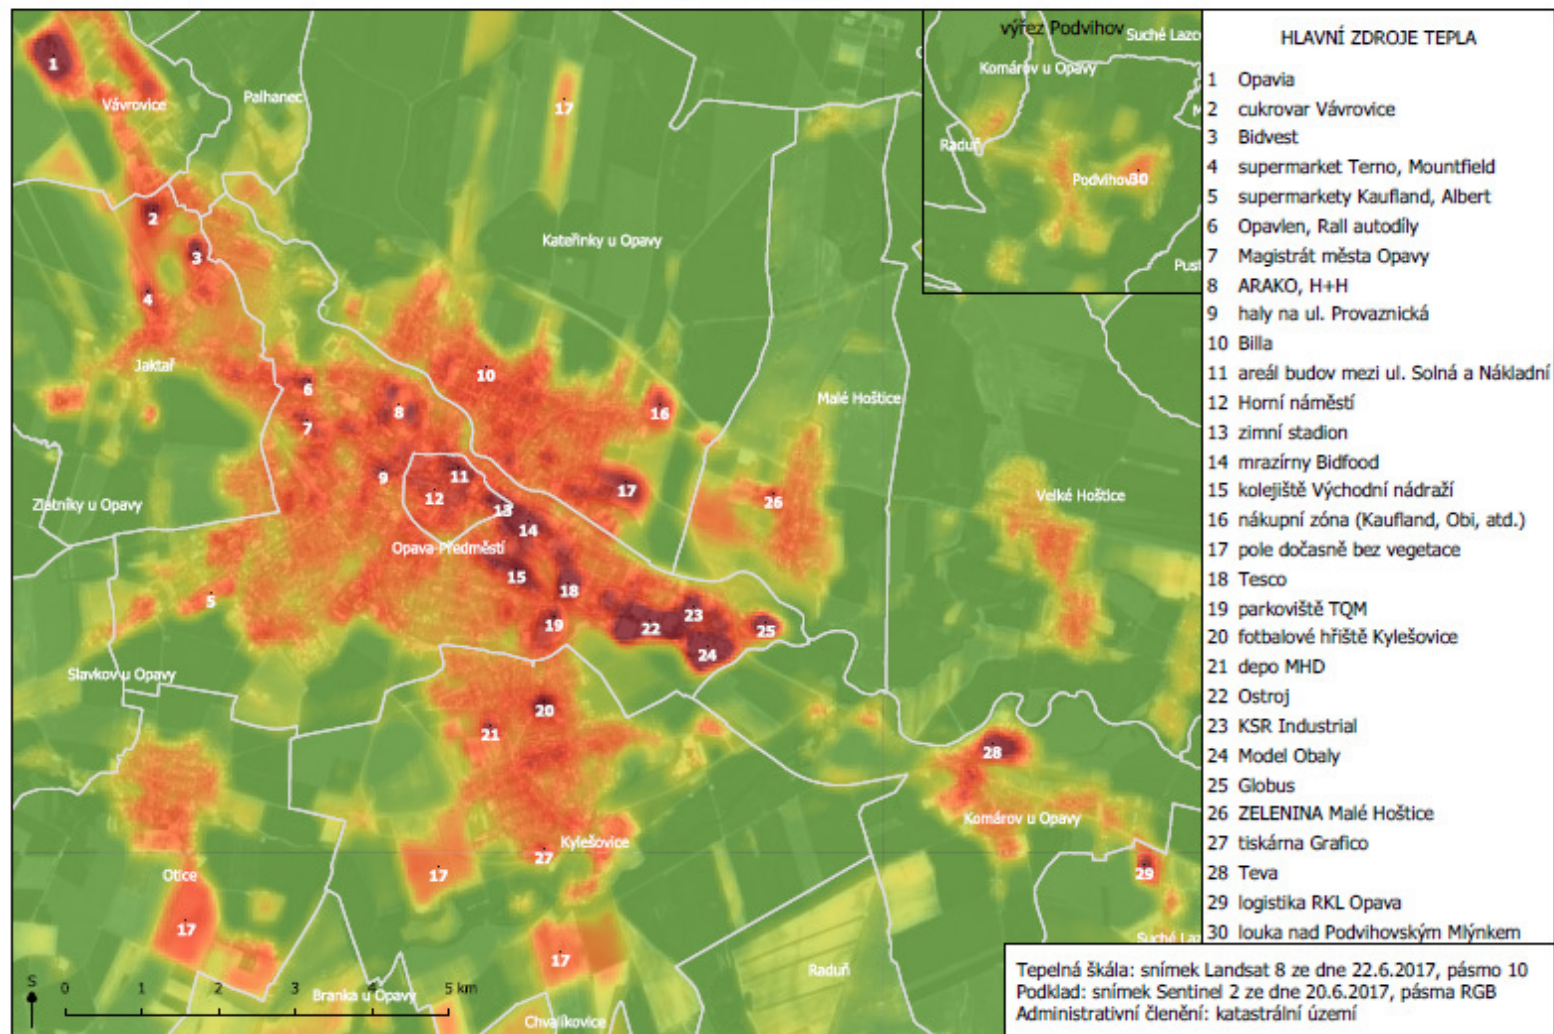 výřez Podvihov
Suché Lazce
Komárov u Opavy
Raduň
Podvihov
30
Pust
HLAVNÍ ZDROJE TEPLA
1 Opavia
2 cukrovar Vávrovice
3 Bidvest
4 supermarket Terno, Mountfield
5 supermarkety Kaufland, Albert
6 Opavlen, Rall autodíly
7 Magistrát města Opavy
8 ARAKO, H+H
9 haly na ul. Provaznická
10 Billa
11 areál budov mezi ul. Solná a Nákladní
12 Horní náměstí
13 zimní stadion
14 mrazírny Bidfood
15 kolejiště Východní nádraží
16 nákupní zóna (Kaufland, Obi, atd.)
17 pole dočasně bez vegetace
18 Tesco
19 parkoviště TQM
20 fotbalové hřiště Kylešovice
21 depo MHD
22 Ostroj
23 KSR Industrial
24 Model Obaly
25 Globus
26 ZELENINA Malé Hoštice
27 tiskárna Grafico
28 Teva
29 logistika RKL Opava
30 louka nad Podvihovským Mlýnkem
1
Vávrovice
Palhanec
17
2
3
Kateřinky u Opavy
4
Jaktař
6
10
8
7
16
Malé Hoštice
9
11
12
17
26
Velké Hoštice
Zlatníky u Opavy
13
14
Opava-Předměstí
15
18
5
19
22
23
25
24
Slavkov u Opavy
20
21
28
Komárov u Opavy
Kylešovice
27
17
29
Otice
17
17
Suché Laz
Raduň
Branka u Opavy
Chvalíkovice
S
0 1 2 3 4 5 km
Tepelná škála: snímek Landsat 8 ze dne 22.6.2017, pásmo 10
Podklad: snímek Sentinel 2 ze dne 20.6.2017, pásma RGB
Administrativní členění: katastrální území